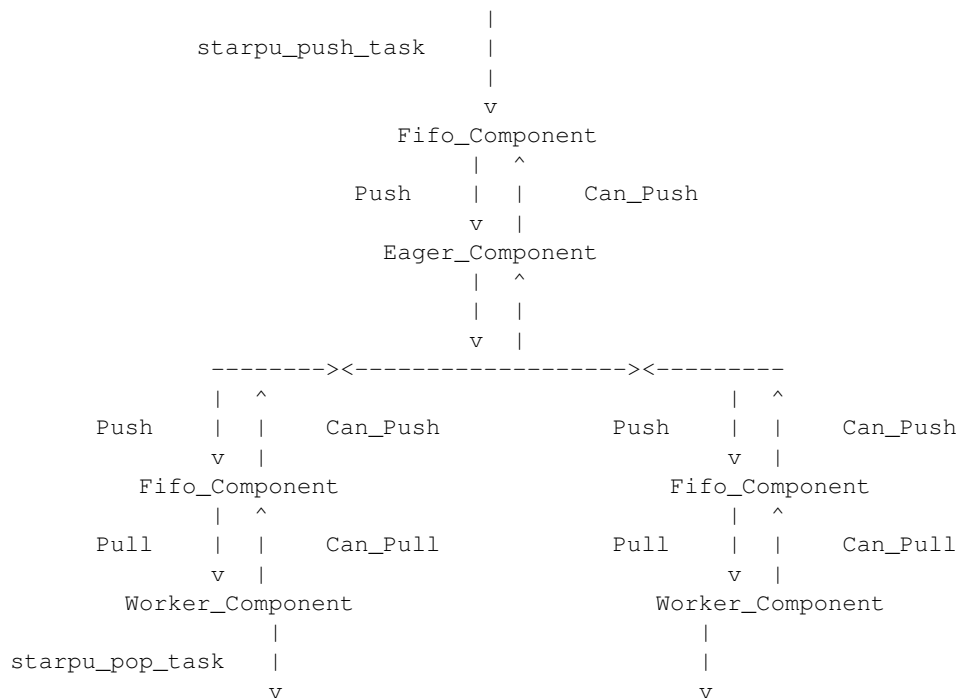 starpu_push_task
Fifo_Component
Push Can_Push
Eager_Component
Push Can_Push Push Can_Push
Fifo_Component Fifo_Component
Pull Can_Pull Pull Can_Pull
Worker_Component Worker_Component
starpu_pop_task